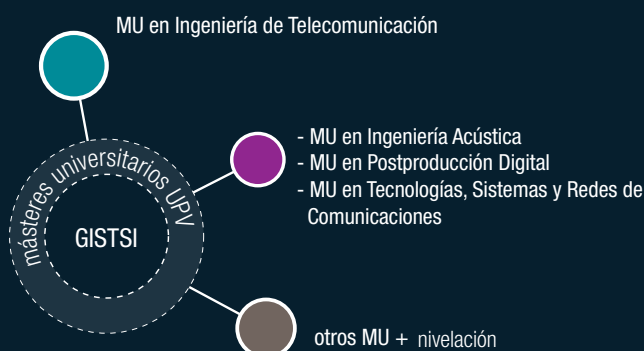 MU en Ingeniería de Telecomunicación
másteres universitarios UPV
GISTSI
- MU en Ingeniería Acústica
- MU en Postproducción Digital
- MU en Tecnologías, Sistemas y Redes de
Comunicaciones
otros MU + nivelación